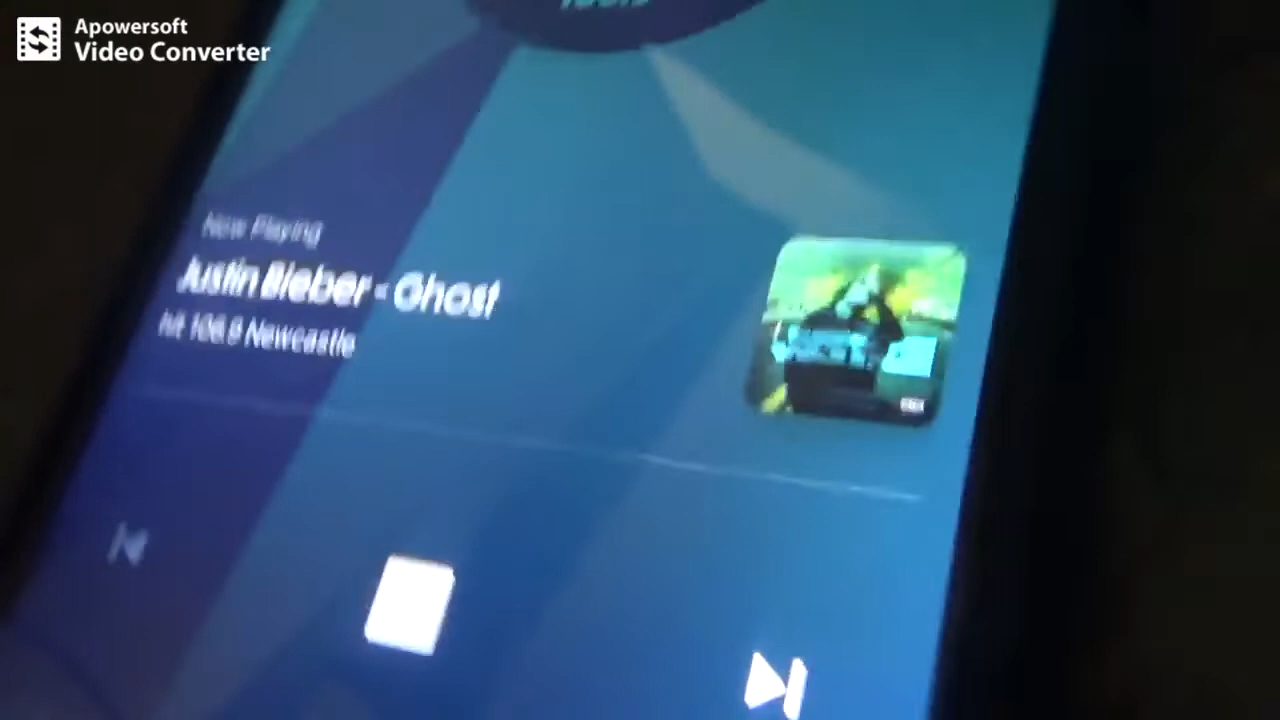 Apowersoft
Video Converter
Now Playing
Justin Bieber - Ghost
hit 106.9 Newcastle